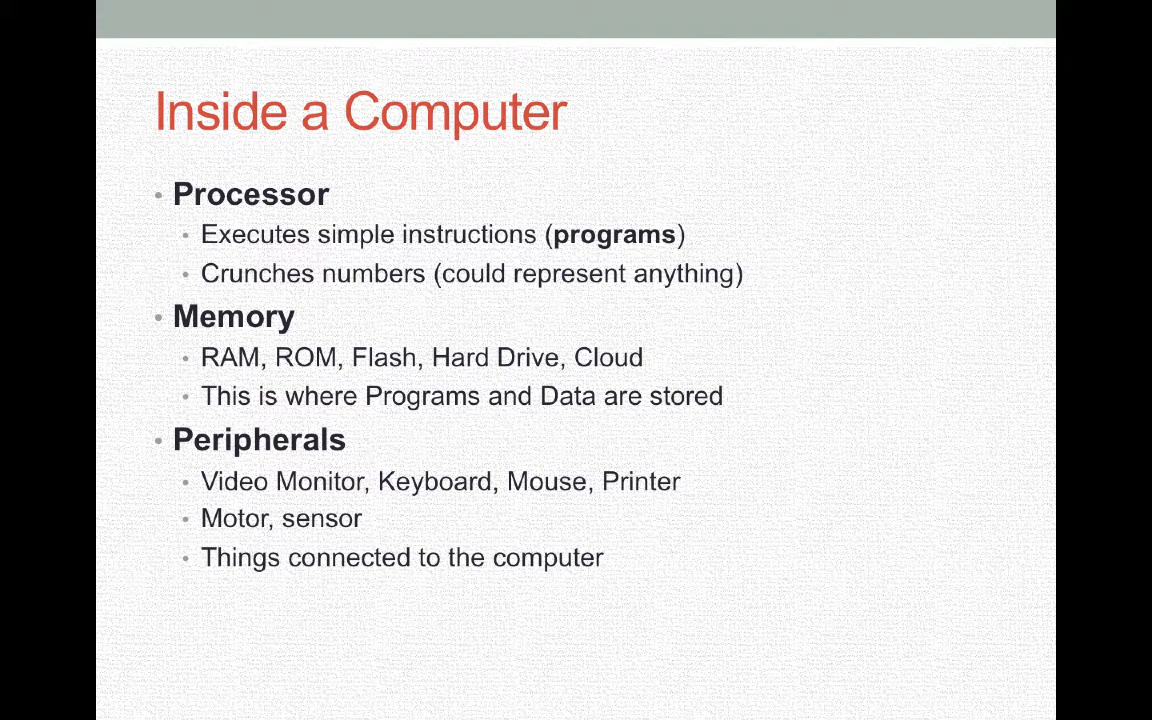 Inside a Computer
• Processor
• Executes simple instructions (programs)
• Crunches numbers (could represent anything)
• Memory
• RAM, ROM, Flash, Hard Drive, Cloud
• This is where Programs and Data are stored
• Peripherals
• Video Monitor, Keyboard, Mouse, Printer
• Motor, sensor
• Things connected to the computer